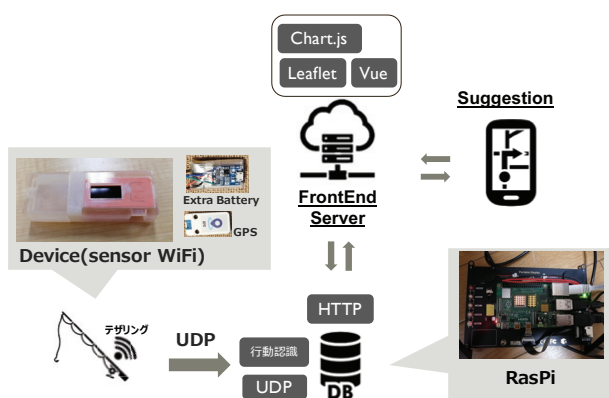 Chart.js
Leaflet
Vue
Suggestion
FrontEnd
Server
Extra Battery
GPS
Device(sensor WiFi)
HTTP
テザリング
UDP
行動認識
UDP
DB
RasPi